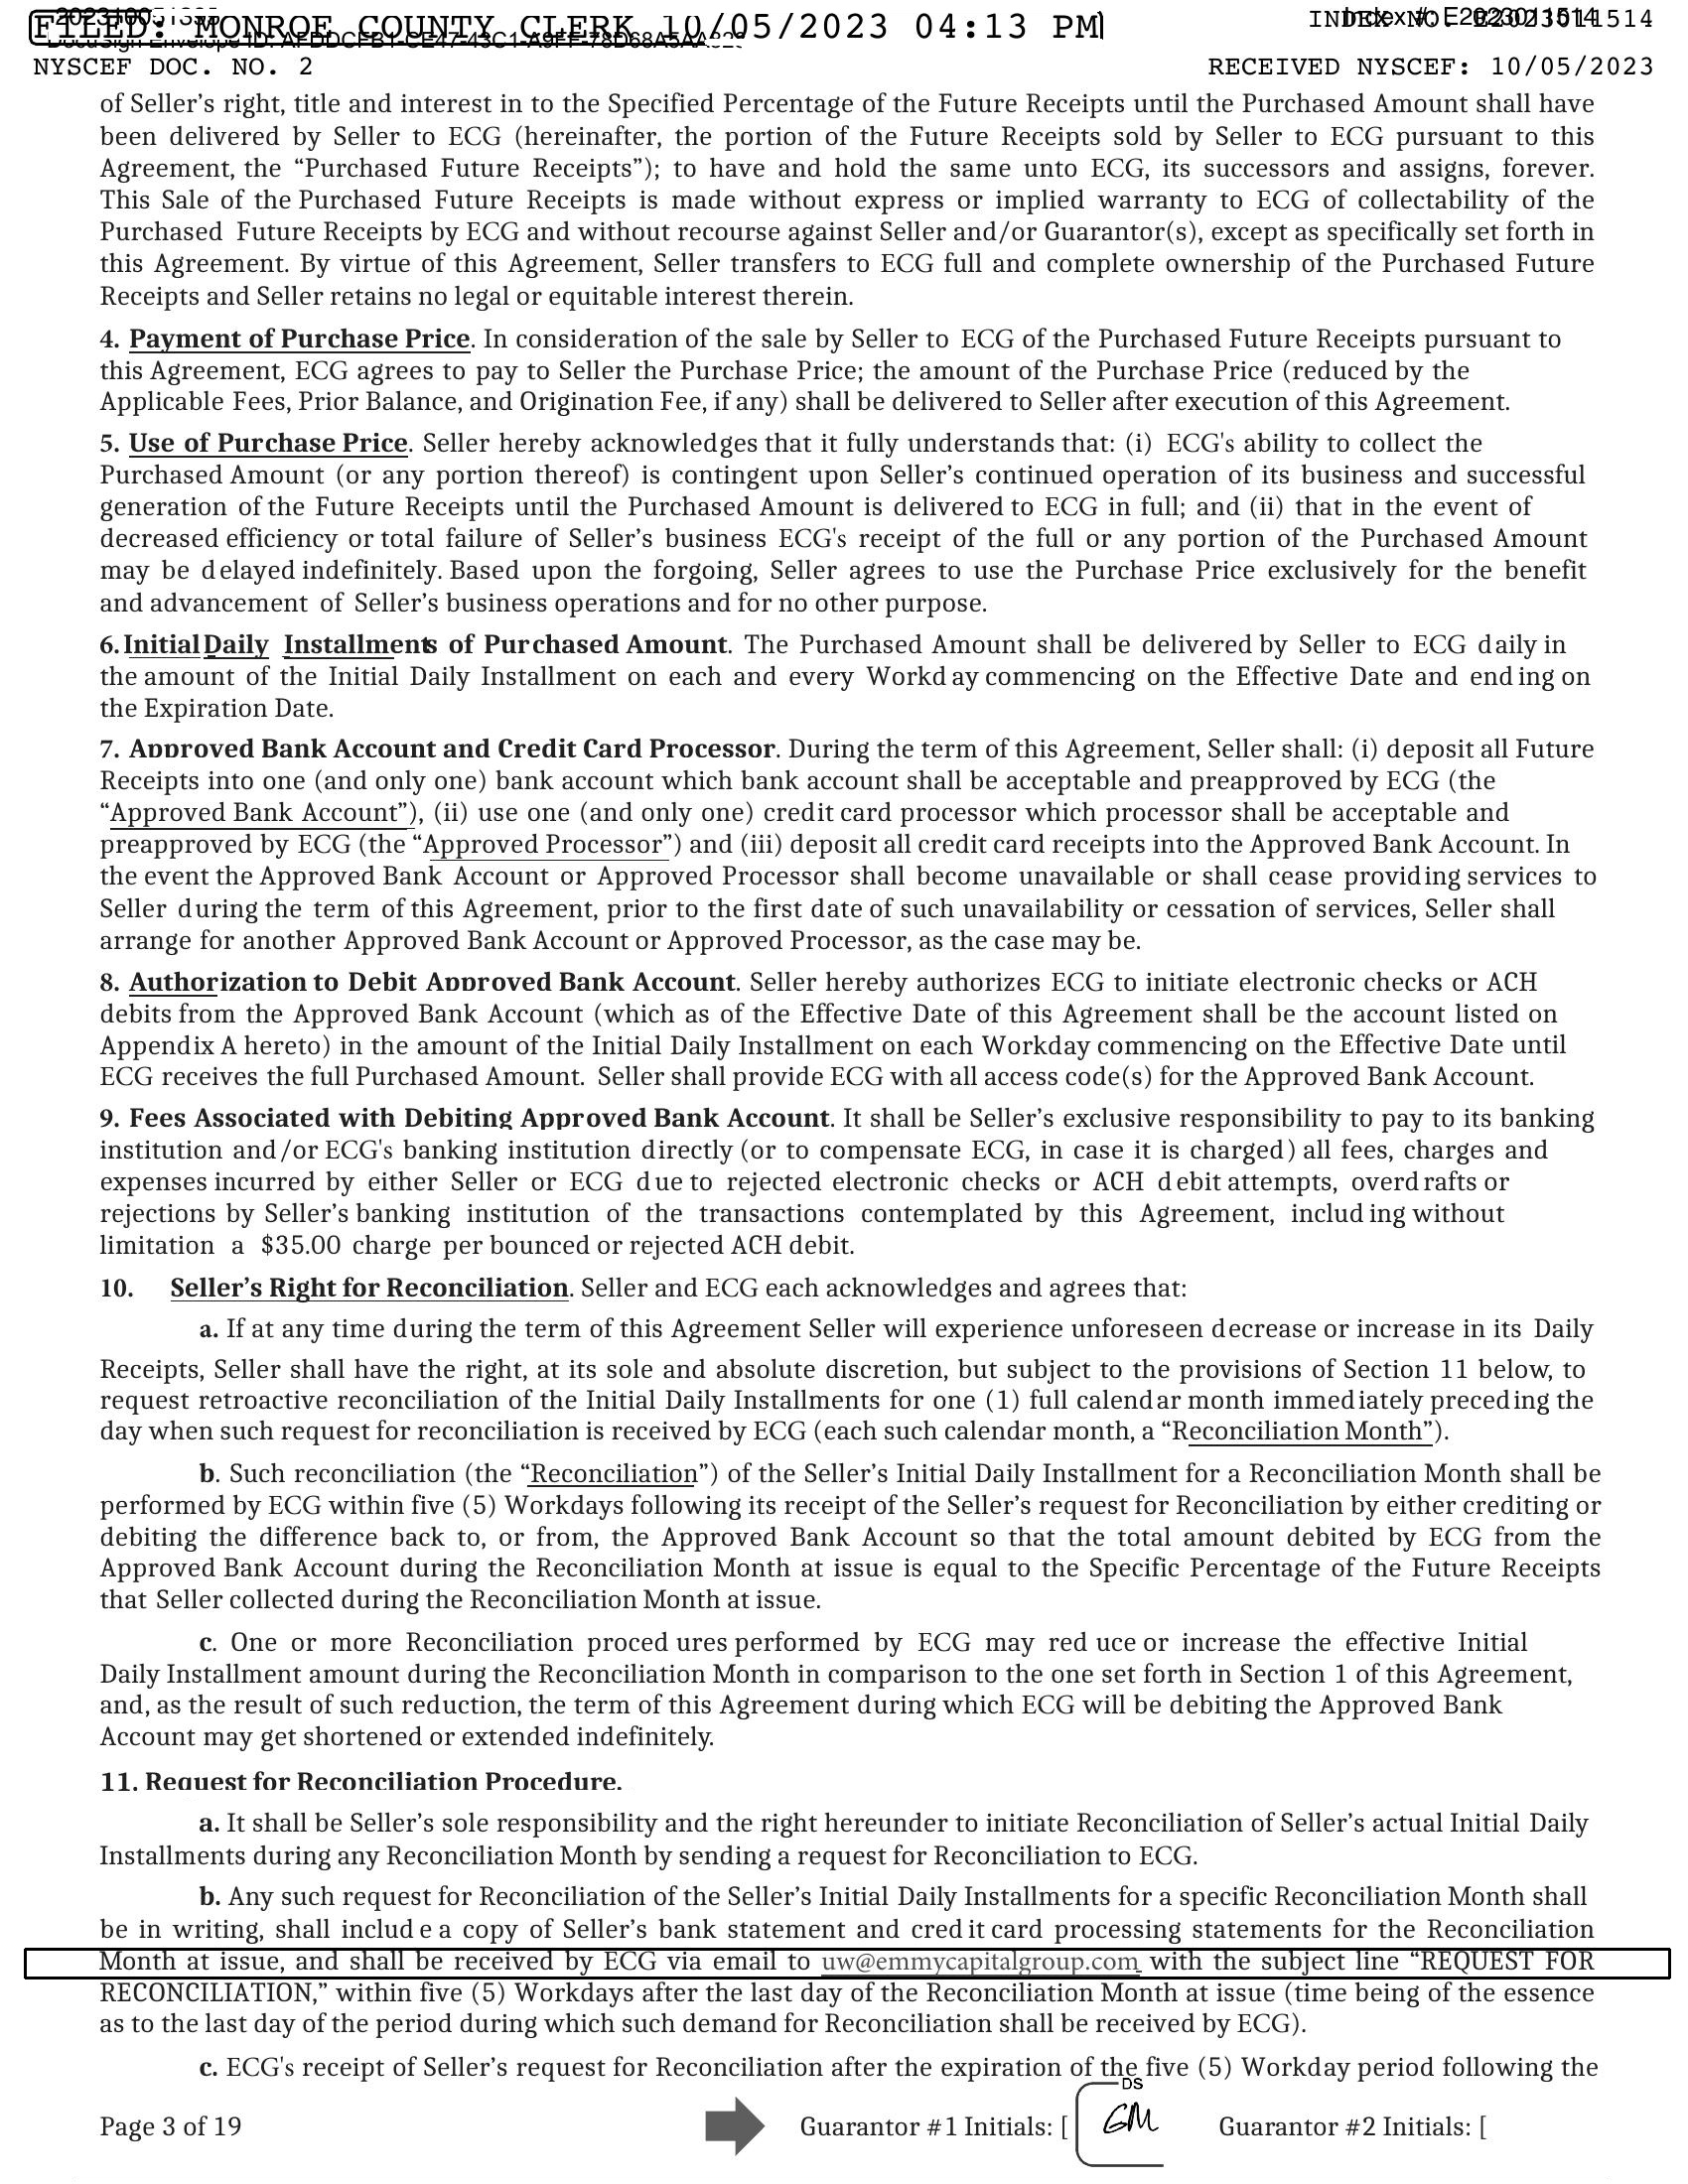 FILED: MONROE COUNTY CLERK 10/05/2023 04:13 PM
INDEX NO. E2023011514
NYSCEF DOC. NO. 2
RECEIVED NYSCEF: 10/05/2023
of Seller’s right, title and interest in to the Specified Percentage of the Future Receipts until the Purchased Amount shall have
been delivered by Seller to ECG (hereinafter, the portion of the Future Receipts sold by Seller to ECG pursuant to this
Agreement, the “Purchased Future Receipts”); to have and hold the same unto ECG, its successors and assigns, forever.
This Sale of the Purchased Future Receipts is made without express or implied warranty to ECG of collectability of the
Purchased Future Receipts by ECG and without recourse against Seller and/or Guarantor(s), except as specifically set forth in
this Agreement. By virtue of this Agreement, Seller transfers to ECG full and complete ownership of the Purchased Future
Receipts and Seller retains no legal or equitable interest therein.
4. Payment of Purchase Price. In consideration of the sale by Seller to ECG of the Purchased Future Receipts pursuant to
this Agreement, ECG agrees to pay to Seller the Purchase Price; the amount of the Purchase Price (reduced by the
Applicable Fees, Prior Balance, and Origination Fee, if any) shall be delivered to Seller after execution of this Agreement.
5. Use of Purchase Price. Seller hereby acknowledges that it fully understands that: (i) ECG's ability to collect the
Purchased Amount (or any portion thereof) is contingent upon Seller’s continued operation of its business and successful
generation of the Future Receipts until the Purchased Amount is delivered to ECG in full; and (ii) that in the event of
decreased efficiency or total failure of Seller’s business ECG's receipt of the full or any portion of the Purchased Amount
may be delayed indefinitely. Based upon the forgoing, Seller agrees to use the Purchase Price exclusively for the benefit
and advancement of Seller’s business operations and for no other purpose.
6. Initial Daily Installments of Purchased Amount. The Purchased Amount shall be delivered by Seller to ECG daily in
the amount of the Initial Daily Installment on each and every Workday commencing on the Effective Date and ending on
the Expiration Date.
7. Approved Bank Account and Credit Card Processor. During the term of this Agreement, Seller shall: (i) deposit all Future
Receipts into one (and only one) bank account which bank account shall be acceptable and preapproved by ECG (the
“Approved Bank Account”), (ii) use one (and only one) credit card processor which processor shall be acceptable and
preapproved by ECG (the “Approved Processor”) and (iii) deposit all credit card receipts into the Approved Bank Account. In
the event the Approved Bank Account or Approved Processor shall become unavailable or shall cease providing services to
Seller during the term of this Agreement, prior to the first date of such unavailability or cessation of services, Seller shall
arrange for another Approved Bank Account or Approved Processor, as the case may be.
8. Authorization to Debit Approved Bank Account. Seller hereby authorizes ECG to initiate electronic checks or ACH
debits from the Approved Bank Account (which as of the Effective Date of this Agreement shall be the account listed on
Appendix A hereto) in the amount of the Initial Daily Installment on each Workday commencing on the Effective Date until
ECG receives the full Purchased Amount. Seller shall provide ECG with all access code(s) for the Approved Bank Account.
9. Fees Associated with Debiting Approved Bank Account. It shall be Seller’s exclusive responsibility to pay to its banking
institution and/or ECG's banking institution directly (or to compensate ECG, in case it is charged) all fees, charges and
expenses incurred by either Seller or ECG due to rejected electronic checks or ACH debit attempts, overdrafts or
rejections by Seller’s banking institution of the transactions contemplated by this Agreement, including without
limitation a $35.00 charge per bounced or rejected ACH debit.
10. Seller’s Right for Reconciliation. Seller and ECG each acknowledges and agrees that:
a. If at any time during the term of this Agreement Seller will experience unforeseen decrease or increase in its Daily
Receipts, Seller shall have the right, at its sole and absolute discretion, but subject to the provisions of Section 11 below, to
request retroactive reconciliation of the Initial Daily Installments for one (1) full calendar month immediately preceding the
day when such request for reconciliation is received by ECG (each such calendar month, a “Reconciliation Month”).
b. Such reconciliation (the “Reconciliation”) of the Seller’s Initial Daily Installment for a Reconciliation Month shall be
performed by ECG within five (5) Workdays following its receipt of the Seller’s request for Reconciliation by either crediting or
debiting the difference back to, or from, the Approved Bank Account so that the total amount debited by ECG from the
Approved Bank Account during the Reconciliation Month at issue is equal to the Specific Percentage of the Future Receipts
that Seller collected during the Reconciliation Month at issue.
c. One or more Reconciliation procedures performed by ECG may reduce or increase the effective Initial
Daily Installment amount during the Reconciliation Month in comparison to the one set forth in Section 1 of this Agreement,
and, as the result of such reduction, the term of this Agreement during which ECG will be debiting the Approved Bank
Account may get shortened or extended indefinitely.
11. Request for Reconciliation Procedure.
a. It shall be Seller’s sole responsibility and the right hereunder to initiate Reconciliation of Seller’s actual Initial Daily
Installments during any Reconciliation Month by sending a request for Reconciliation to ECG.
b. Any such request for Reconciliation of the Seller’s Initial Daily Installments for a specific Reconciliation Month shall
be in writing, shall include a copy of Seller’s bank statement and credit card processing statements for the Reconciliation
Month at issue, and shall be received by ECG via email to uw@emmycapitalgroup.com with the subject line “REQUEST FOR
RECONCILIATION,” within five (5) Workdays after the last day of the Reconciliation Month at issue (time being of the essence
as to the last day of the period during which such demand for Reconciliation shall be received by ECG).
c. ECG's receipt of Seller’s request for Reconciliation after the expiration of the five (5) Workday period following the
DS
Page 3 of 19
Guarantor #1 Initials: [ GM
Guarantor #2 Initials: [